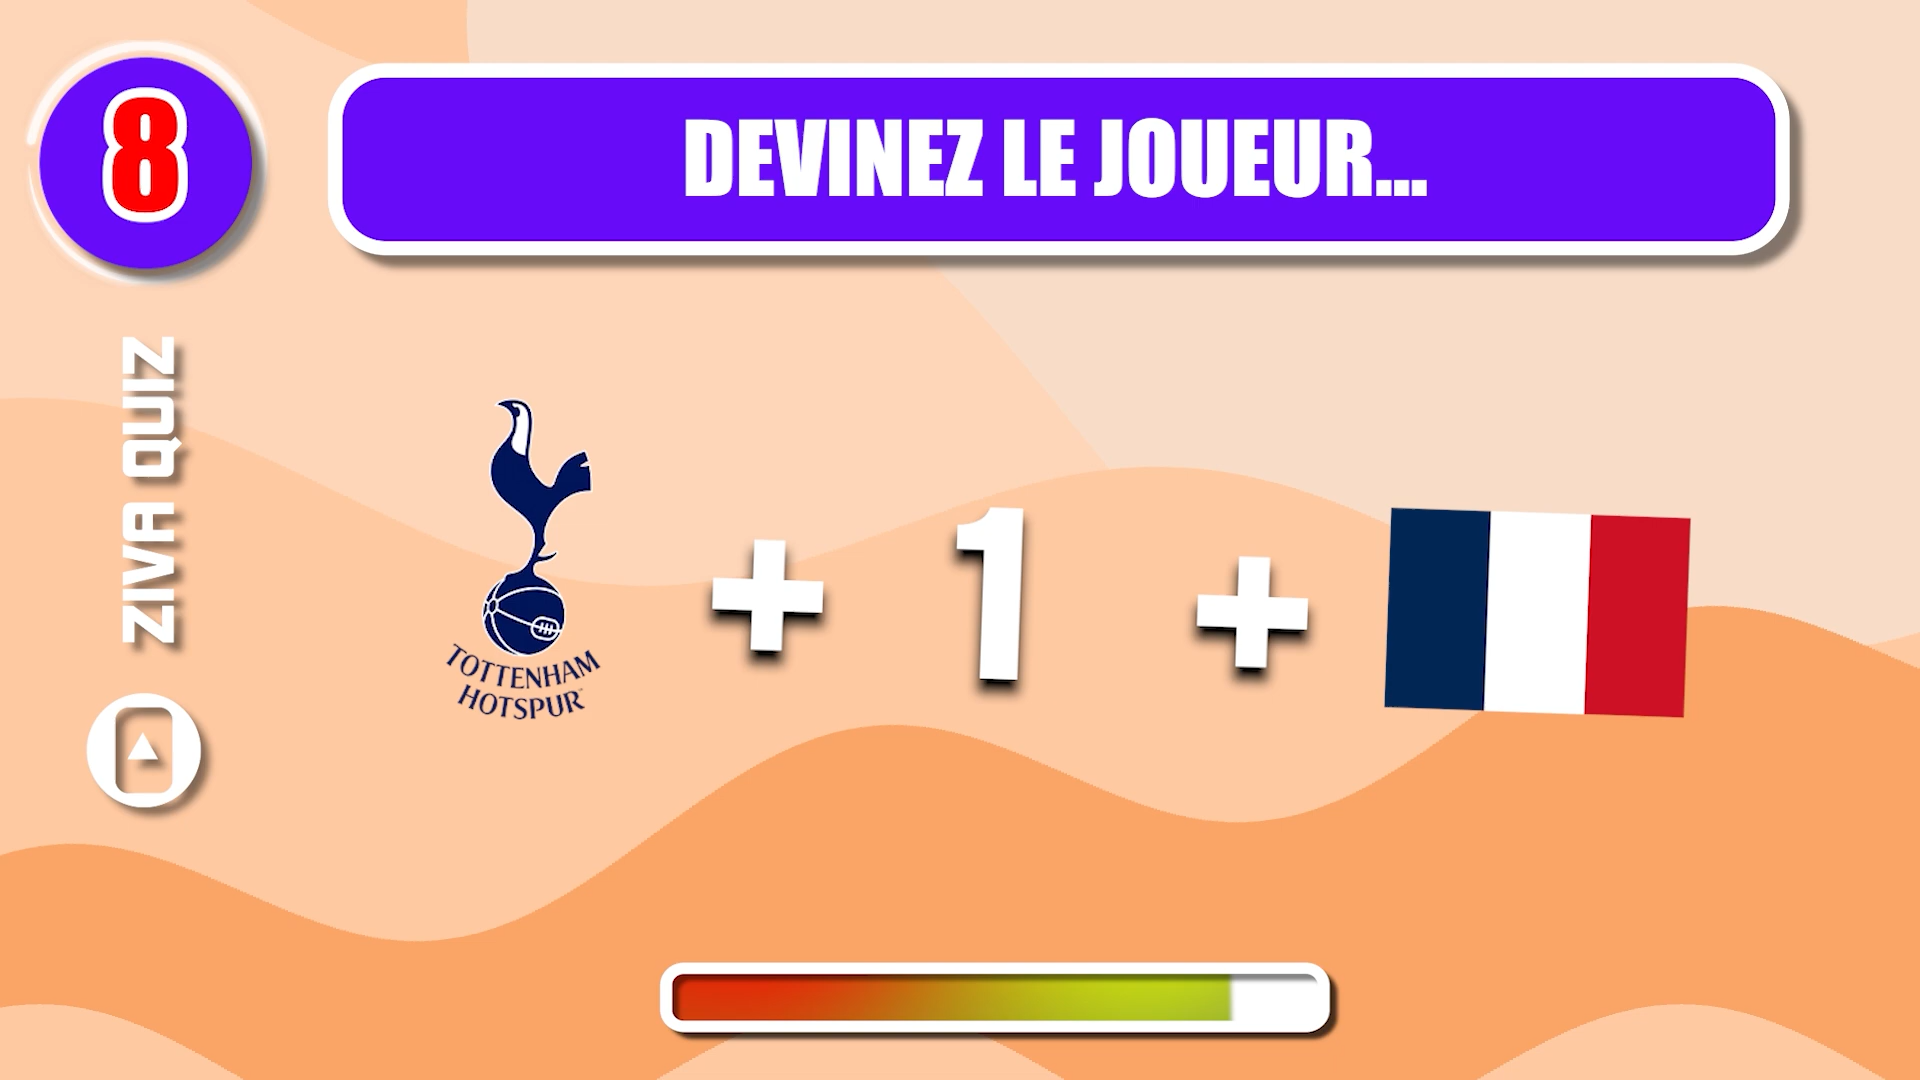 8
DEVINEZ LE JOUEUR...
ZIVA QUIZ
TOTTENHAM
HOTSPUR
+ 1 +